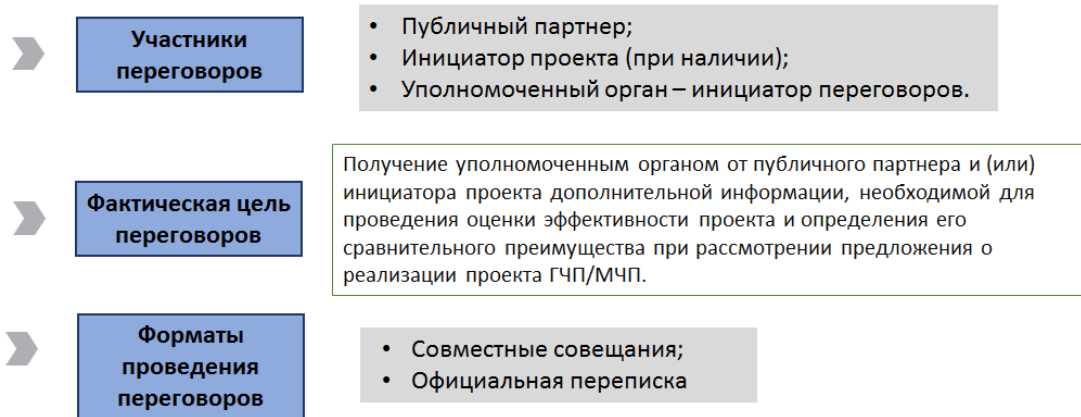 Участники
переговоров
• Публичный партнер;
• Инициатор проекта (при наличии);
• Уполномоченный орган – инициатор переговоров.
Фактическая цель
переговоров
Получение уполномоченным органом от публичного партнера и (или)
инициатора проекта дополнительной информации, необходимой для
проведения оценки эффективности проекта и определения его
сравнительного преимущества при рассмотрении предложения о
реализации проекта ГЧП/МЧП.
Форматы
проведения
переговоров
• Совместные совещания;
• Официальная переписка